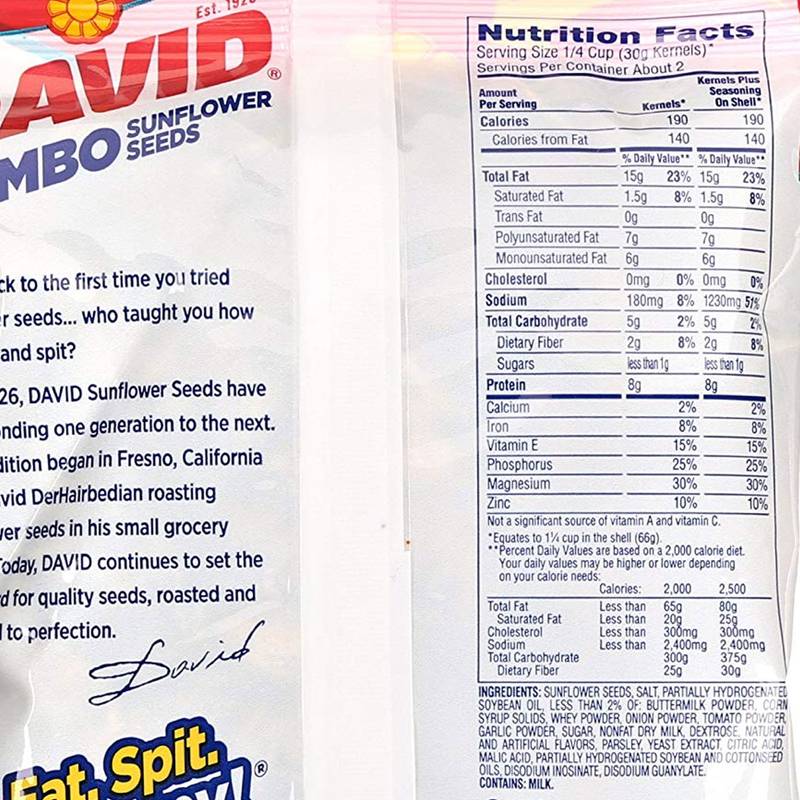 Est. 1926
DAVID®
MBO SUNFLOWER
SEEDS
ck to the first time you tried
er seeds... who taught you how
and spit?
26, DAVID Sunflower Seeds have
nding one generation to the next.
dition began in Fresno, California
vid DerHairbedian roasting
wer seeds in his small grocery
Today, DAVID continues to set the
d for quality seeds, roasted and
to perfection.
David
Eat. Spit.
®
Nutrition Facts
Serving Size 1/4 Cup (30g Kernels)*
Servings Per Container About 2
Amount Per Serving Kernels* Kernels Plus Seasoning On Shell*
Calories 190 190
Calories from Fat 140 140
% Daily Value** % Daily Value**
Total Fat 15g 23% 15g 23%
Saturated Fat 1.5g 8% 1.5g 8%
Trans Fat 0g 0g
Polyunsaturated Fat 7g 7g
Monounsaturated Fat 6g 6g
Cholesterol 0mg 0% 0mg 0%
Sodium 180mg 8% 1230mg 51%
Total Carbohydrate 5g 2% 5g 2%
Dietary Fiber 2g 8% 2g 8%
Sugars less than 1g less than 1g
Protein 8g 8g
Calcium 2% 2%
Iron 8% 8%
Vitamin E 15% 15%
Phosphorus 25% 25%
Magnesium 30% 30%
Zinc 10% 10%
Not a significant source of vitamin A and vitamin C.
*Equates to 1¼ cup in the shell (66g).
**Percent Daily Values are based on a 2,000 calorie diet.
Your daily values may be higher or lower depending
on your calorie needs:
Calories: 2,000 2,500
Total Fat Less than 65g 80g
Saturated Fat Less than 20g 25g
Cholesterol Less than 300mg 300mg
Sodium Less than 2,400mg 2,400mg
Total Carbohydrate 300g 375g
Dietary Fiber 25g 30g
INGREDIENTS: SUNFLOWER SEEDS, SALT, PARTIALLY HYDROGENATED
SOYBEAN OIL, LESS THAN 2% OF: BUTTERMILK POWDER, CORN
SYRUP SOLIDS, WHEY POWDER, ONION POWDER, TOMATO POWDER,
GARLIC POWDER, SUGAR, NONFAT DRY MILK, DEXTROSE, NATURAL
AND ARTIFICIAL FLAVORS, PARSLEY, YEAST EXTRACT, CITRIC ACID,
MALIC ACID, PARTIALLY HYDROGENATED SOYBEAN AND COTTONSEED
OILS, DISODIUM INOSINATE, DISODIUM GUANYLATE.
CONTAINS: MILK.